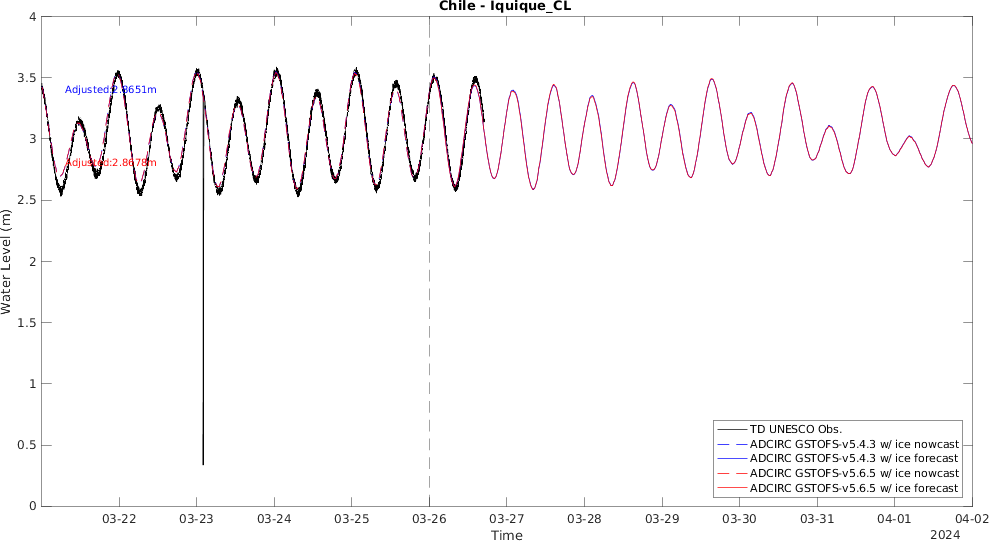 Chile - Iquique_CL
4
3.5
3
2.5
2
1.5
1
0.5
0
Water Level (m)
Adjusted:2.8651m
Adjusted:2.8678m
TD UNESCO Obs.
ADCIRC GSTOFS-v5.4.3 w/ ice nowcast
ADCIRC GSTOFS-v5.4.3 w/ ice forecast
ADCIRC GSTOFS-v5.6.5 w/ ice nowcast
ADCIRC GSTOFS-v5.6.5 w/ ice forecast
03-22 03-23 03-24 03-25 03-26 03-27 03-28 03-29 03-30 03-31 04-01 04-02
Time
2024